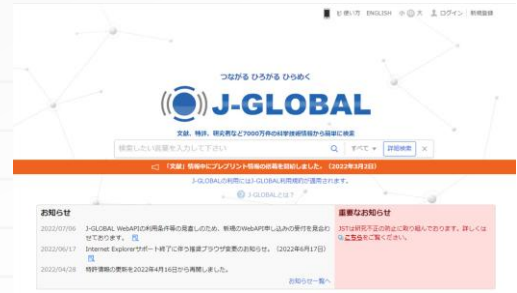 使い方 ENGLISH 小 中 大 ログイン 新規登録
つながる ひろがる ひらめく
J-GLOBAL
文献、特許、研究者など7000万件の科学技術情報から簡単に検索
検索したい言葉を入力して下さい すべて 詳細検索 ×
「文献」情報中にプレプリント情報の収載を開始しました。（2022年3月2日）
J-GLOBALの利用にはJ-GLOBAL利用規約が適用されます。
J-GLOBALとは？
お知らせ
2022/07/06 J-GLOBAL WebAPIの利用条件等の見直しのため、新規のWebAPI申し込みの受付を見合わ
せております。
2022/06/17 Internet Explorerサポート終了に伴う推奨ブラウザ変更のお知らせ。（2022年6月17日）
2022/04/28 特許情報の更新を2022年4月16日から再開しました。
お知らせ一覧へ
重要なお知らせ
JSTは研究不正の防止に取り組んでおります。詳しくは
こちらをご覧ください。